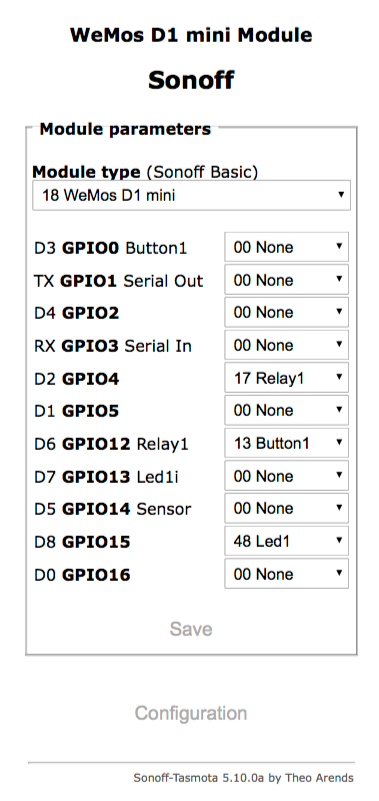 WeMos D1 mini Module
Sonoff
Module parameters
Module type (Sonoff Basic)
18 WeMos D1 mini
D3 GPIO0 Button1 00 None
TX GPIO1 Serial Out 00 None
D4 GPIO2 00 None
RX GPIO3 Serial In 00 None
D2 GPIO4 17 Relay1
D1 GPIO5 00 None
D6 GPIO12 Relay1 13 Button1
D7 GPIO13 Led1i 00 None
D5 GPIO14 Sensor 00 None
D8 GPIO15 48 Led1
D0 GPIO16 00 None
Save
Configuration
Sonoff-Tasmota 5.10.0a by Theo Arends